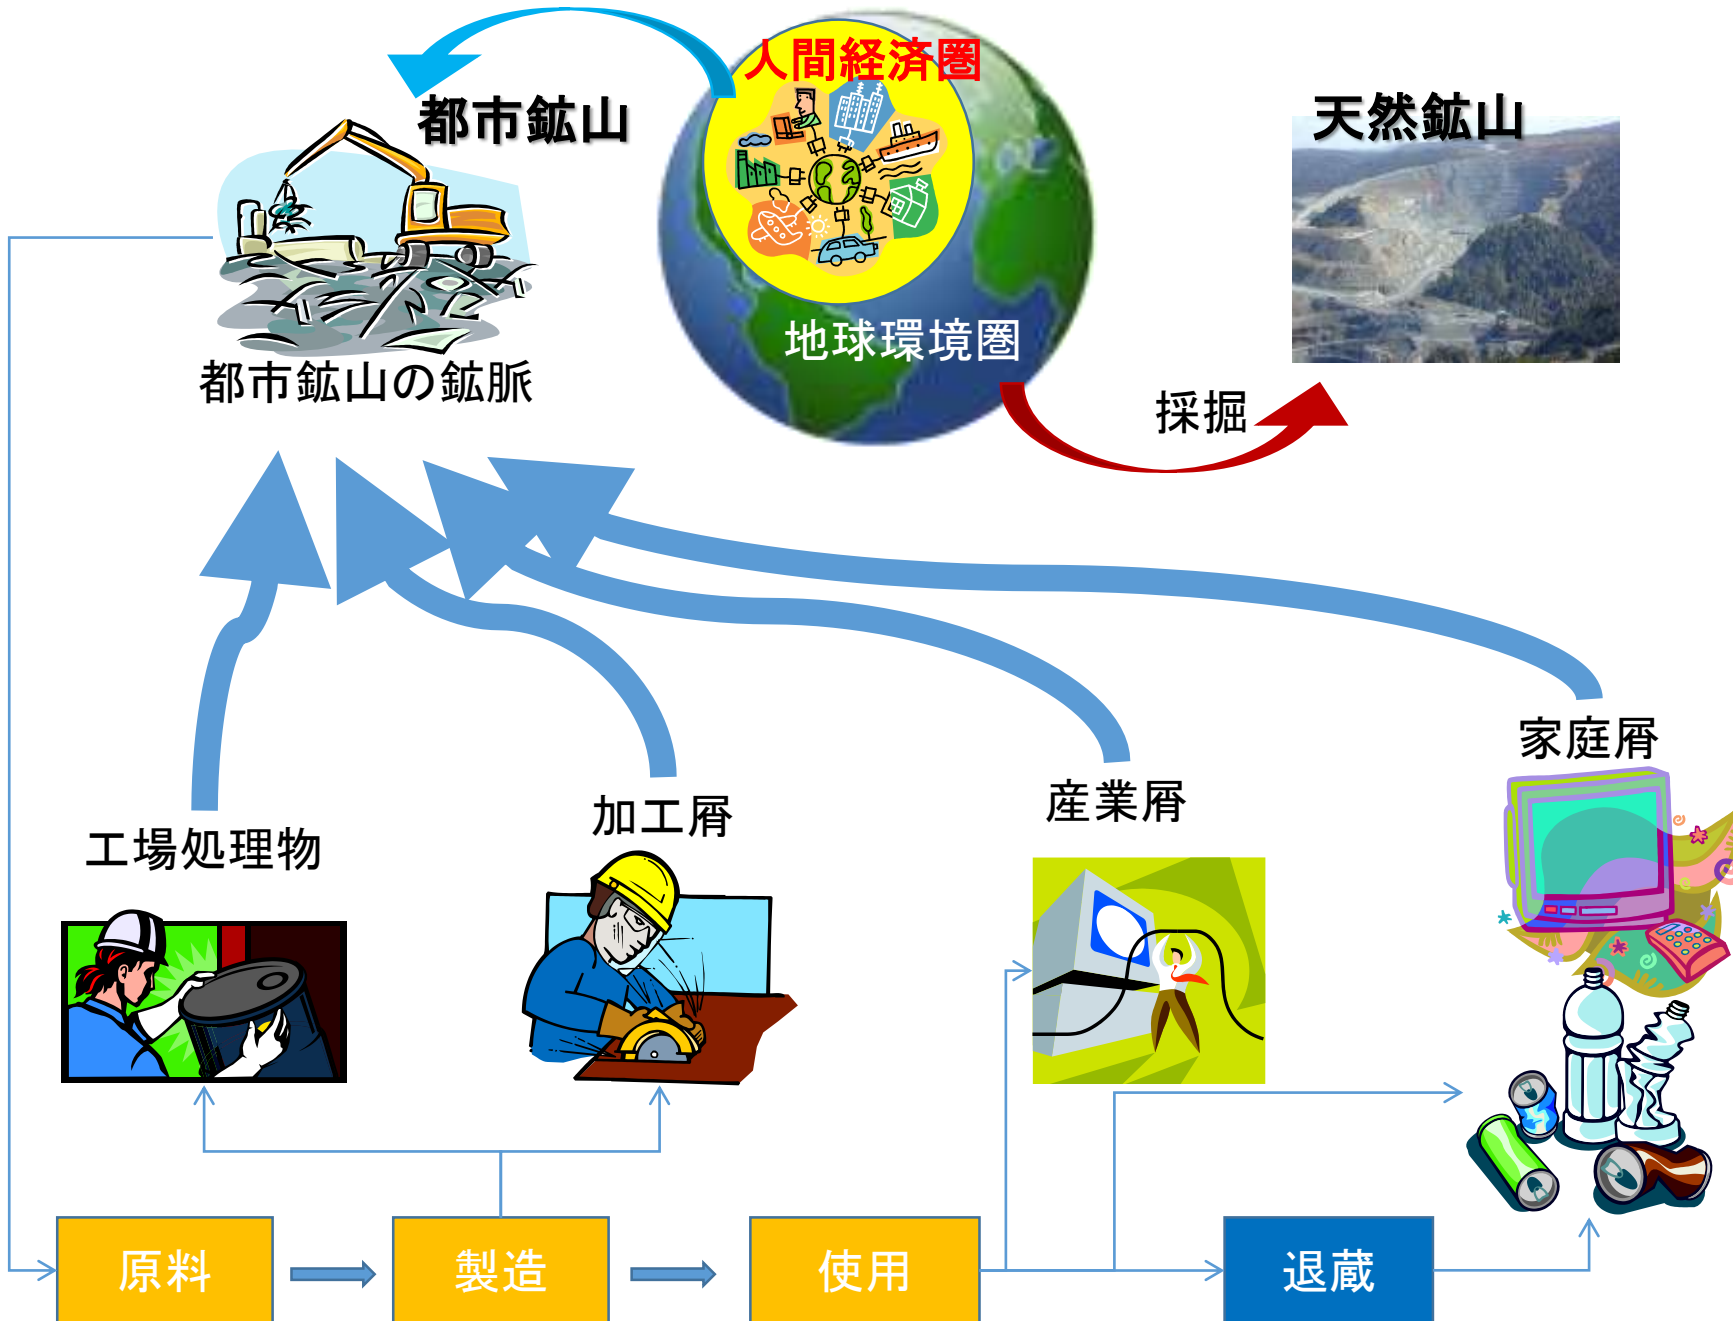 人間経済圏
都市鉱山
天然鉱山
地球環境圏
都市鉱山の鉱脈
採掘
家庭屑
産業屑
加工屑
工場処理物
原料
製造
使用
退蔵